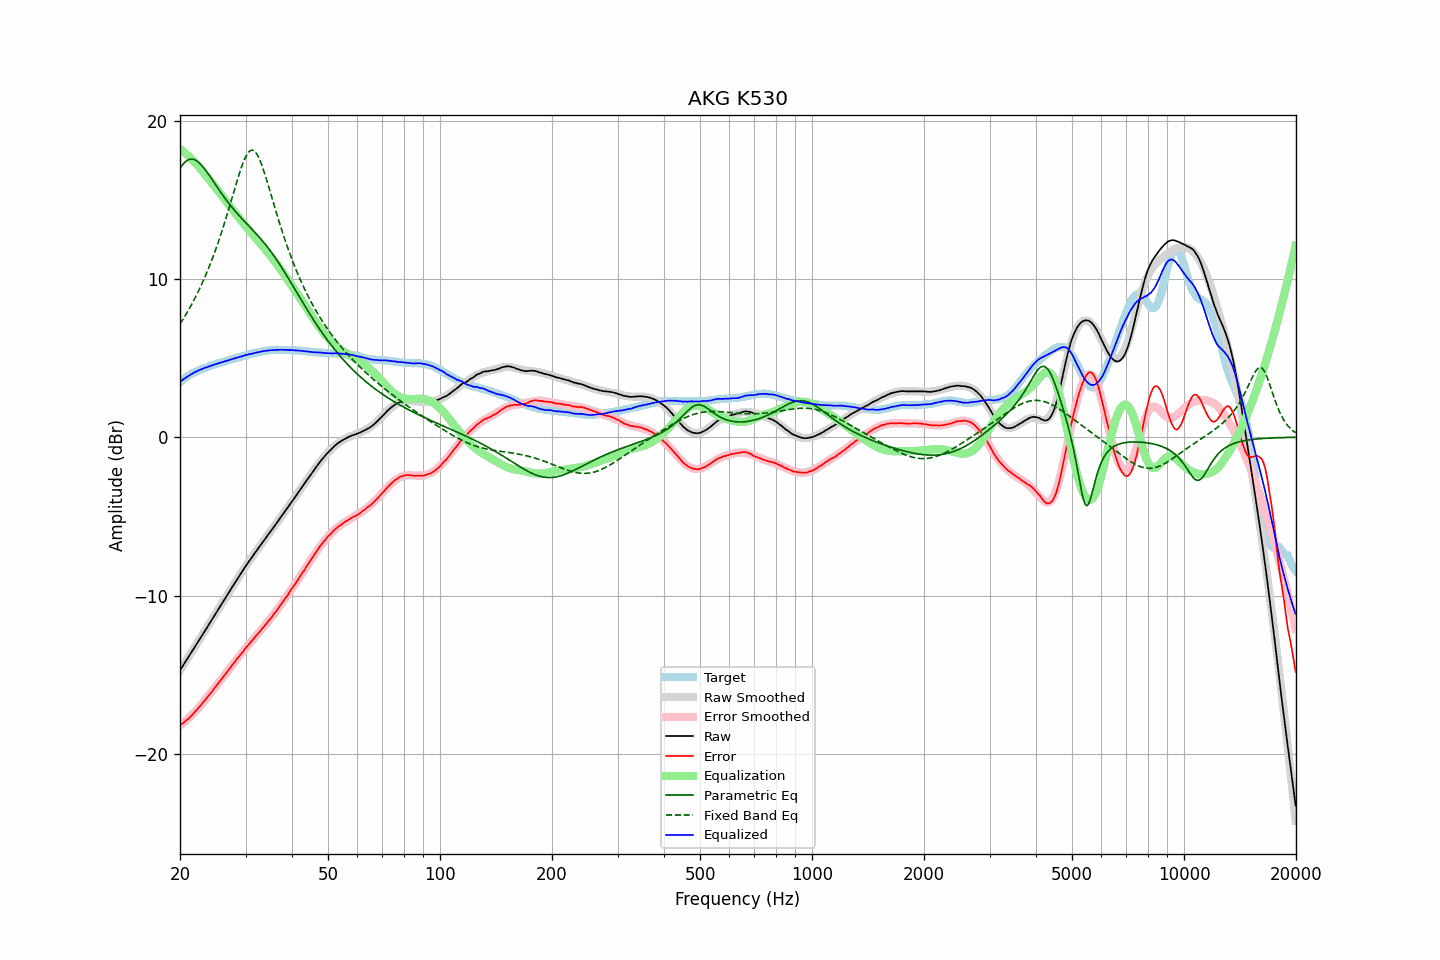 AKG K530
Amplitude (dBr)
20
10
0
−10
−20
Target
Raw Smoothed
Error Smoothed
Raw
Error
Equalization
Parametric Eq
Fixed Band Eq
Equalized
20 50 100 200 500 1000 2000 5000 10000 20000
Frequency (Hz)